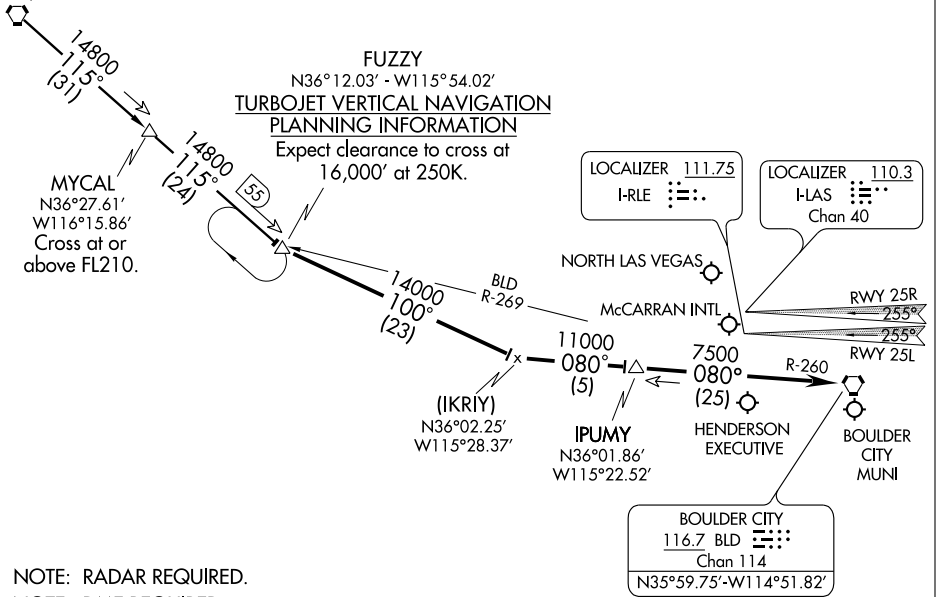 14800
115°
(31)
FUZZY
N36°12.03' - W115°54.02'
TURBOJET VERTICAL NAVIGATION
PLANNING INFORMATION
Expect clearance to cross at
16,000' at 250K.
14800
115°
(24)
55
MYCAL
N36°27.61'
W116°15.86'
Cross at or
above FL210.
LOCALIZER 111.75
I-RLE
LOCALIZER 110.3
I-LAS
Chan 40
NORTH LAS VEGAS
BLD
R-269
14000
100°
(23)
McCARRAN INTL
RWY 25R
255°
255°
RWY 25L
11000
080°
(5)
7500
080°
(25)
R-260
(IKRIY)
N36°02.25'
W115°28.37'
IPUMY
N36°01.86'
W115°22.52'
HENDERSON
EXECUTIVE
BOULDER
CITY
MUNI
BOULDER CITY
116.7 BLD
Chan 114
N35°59.75'-W114°51.82'
NOTE: RADAR REQUIRED.